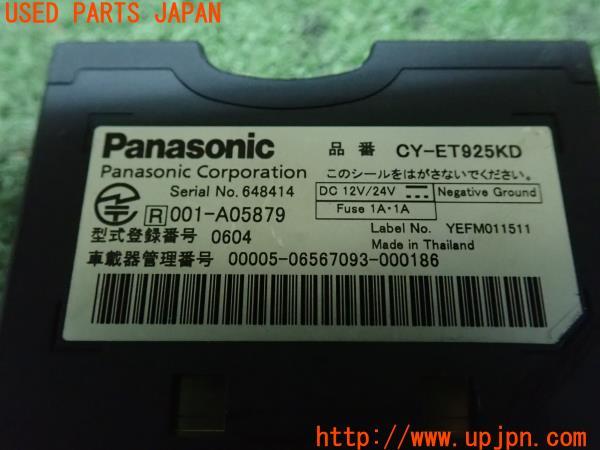 USED PARTS JAPAN
Panasonic
品番 CY-ET925KD
Panasonic Corporation
このシールをはがさないでください。
Serial No. 648414
DC 12V/24V Negative Ground
R 001-A05879
Fuse 1A・1A
型式登録番号 0604
Label No. YEFM011511
Made in Thailand
車載器管理番号 00005-06567093-000186
http://www.upjpn.com